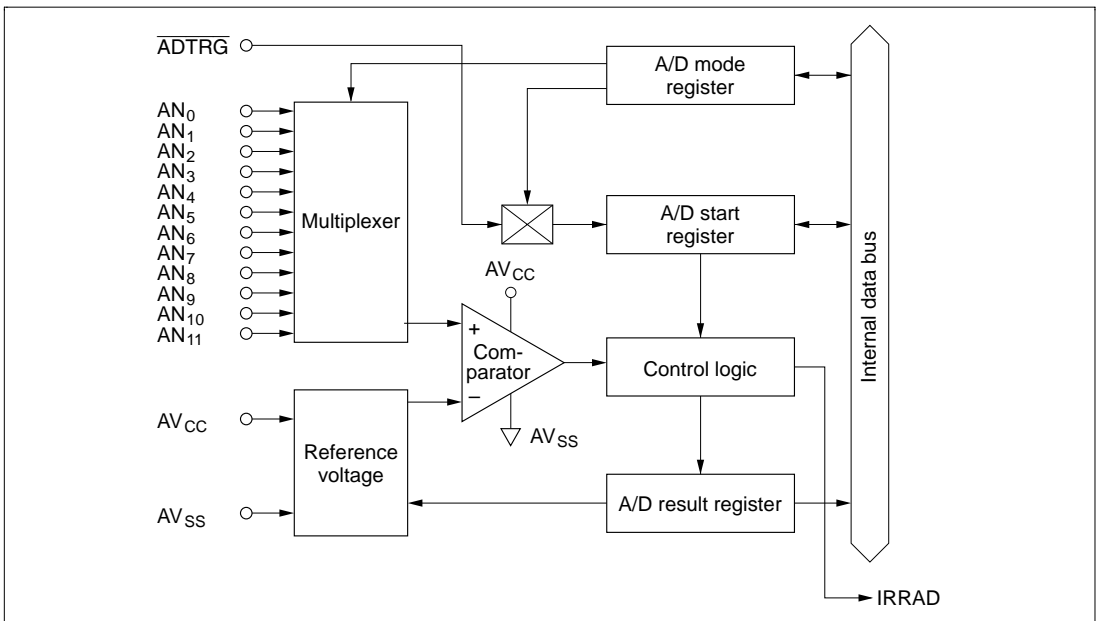 ADTRG
A/D mode
register
AN0
AN1
AN2
AN3
AN4
AN5
AN6
AN7
AN8
AN9
AN10
AN11
Multiplexer
A/D start
register
Internal data bus
AVCC
+
Com-
parator
−
AVSS
Control logic
AVCC
AVSS
Reference
voltage
A/D result register
IRRAD